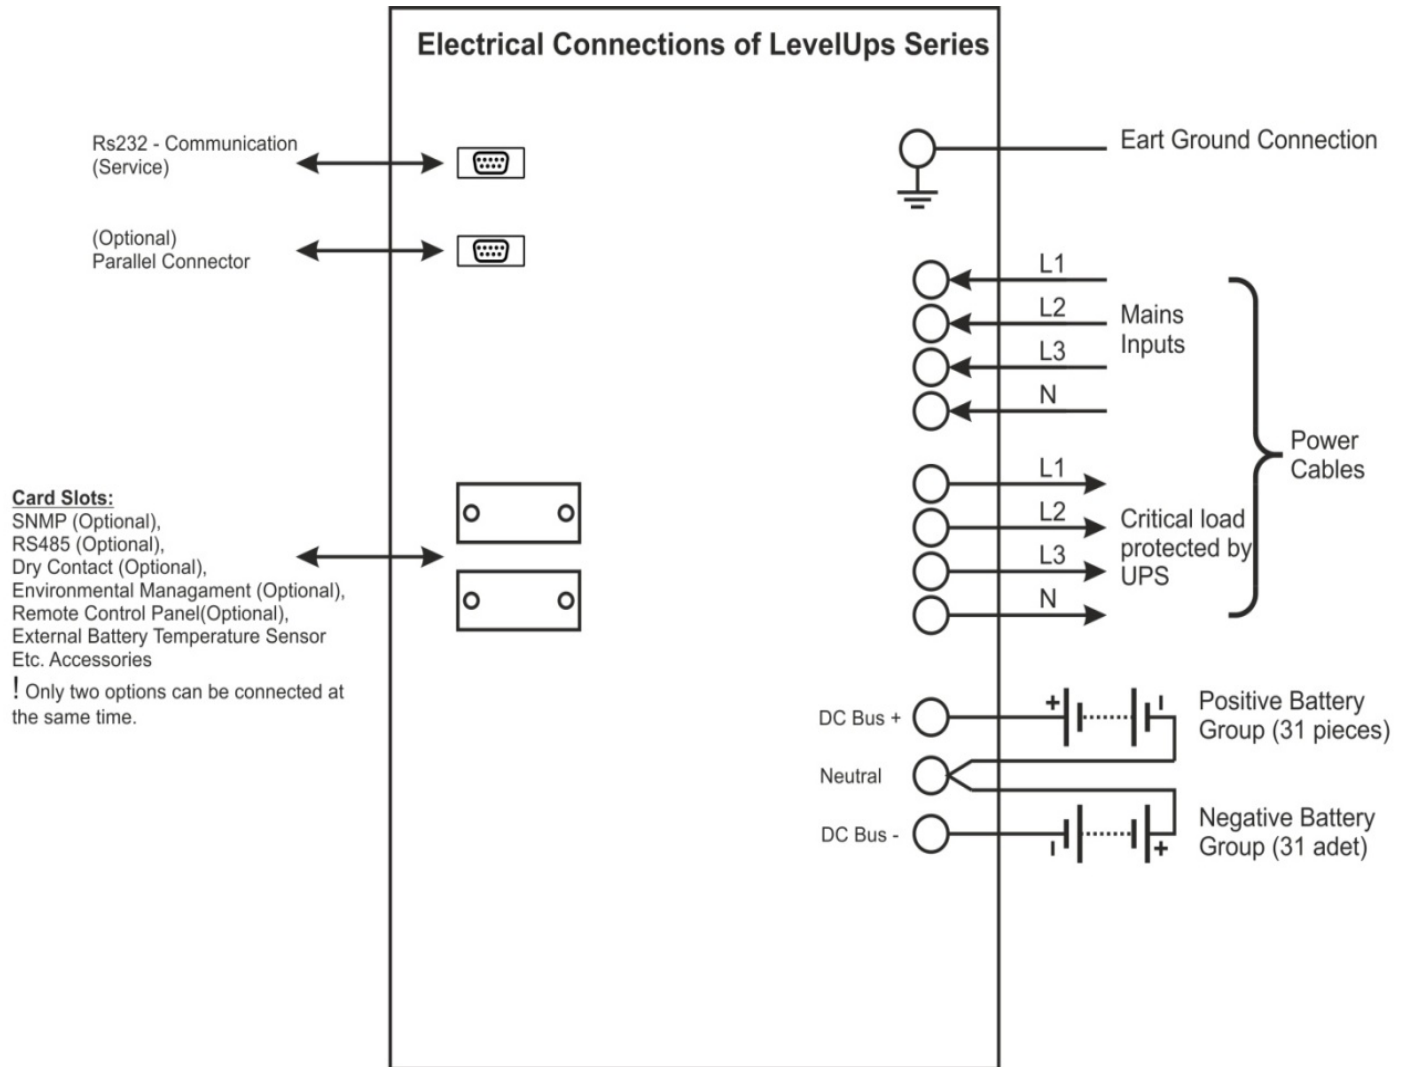 Electrical Connections of LevelUps Series
Rs232 - Communication
(Service)
(Optional)
Parallel Connector
Card Slots:
SNMP (Optional),
RS485 (Optional),
Dry Contact (Optional),
Environmental Managament (Optional),
Remote Control Panel(Optional),
External Battery Temperature Sensor
Etc. Accessories
! Only two options can be connected at
the same time.
Eart Ground Connection
L1
L2
L3
N
Mains
Inputs
L1
L2
L3
N
Critical load
protected by
UPS
Power
Cables
DC Bus +
Neutral
DC Bus -
+
-
Positive Battery
Group (31 pieces)
-
+
Negative Battery
Group (31 adet)